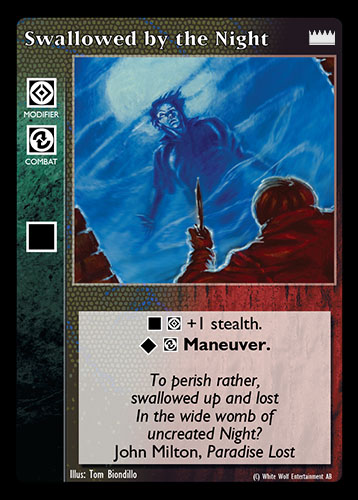 Swallowed by the Night
MODIFIER
COMBAT
+1 stealth.
Maneuver.
To perish rather,
swallowed up and lost
In the wide womb of
uncreated Night?
John Milton, Paradise Lost
Illus: Tom Biondillo
(C) White Wolf Entertainment AB